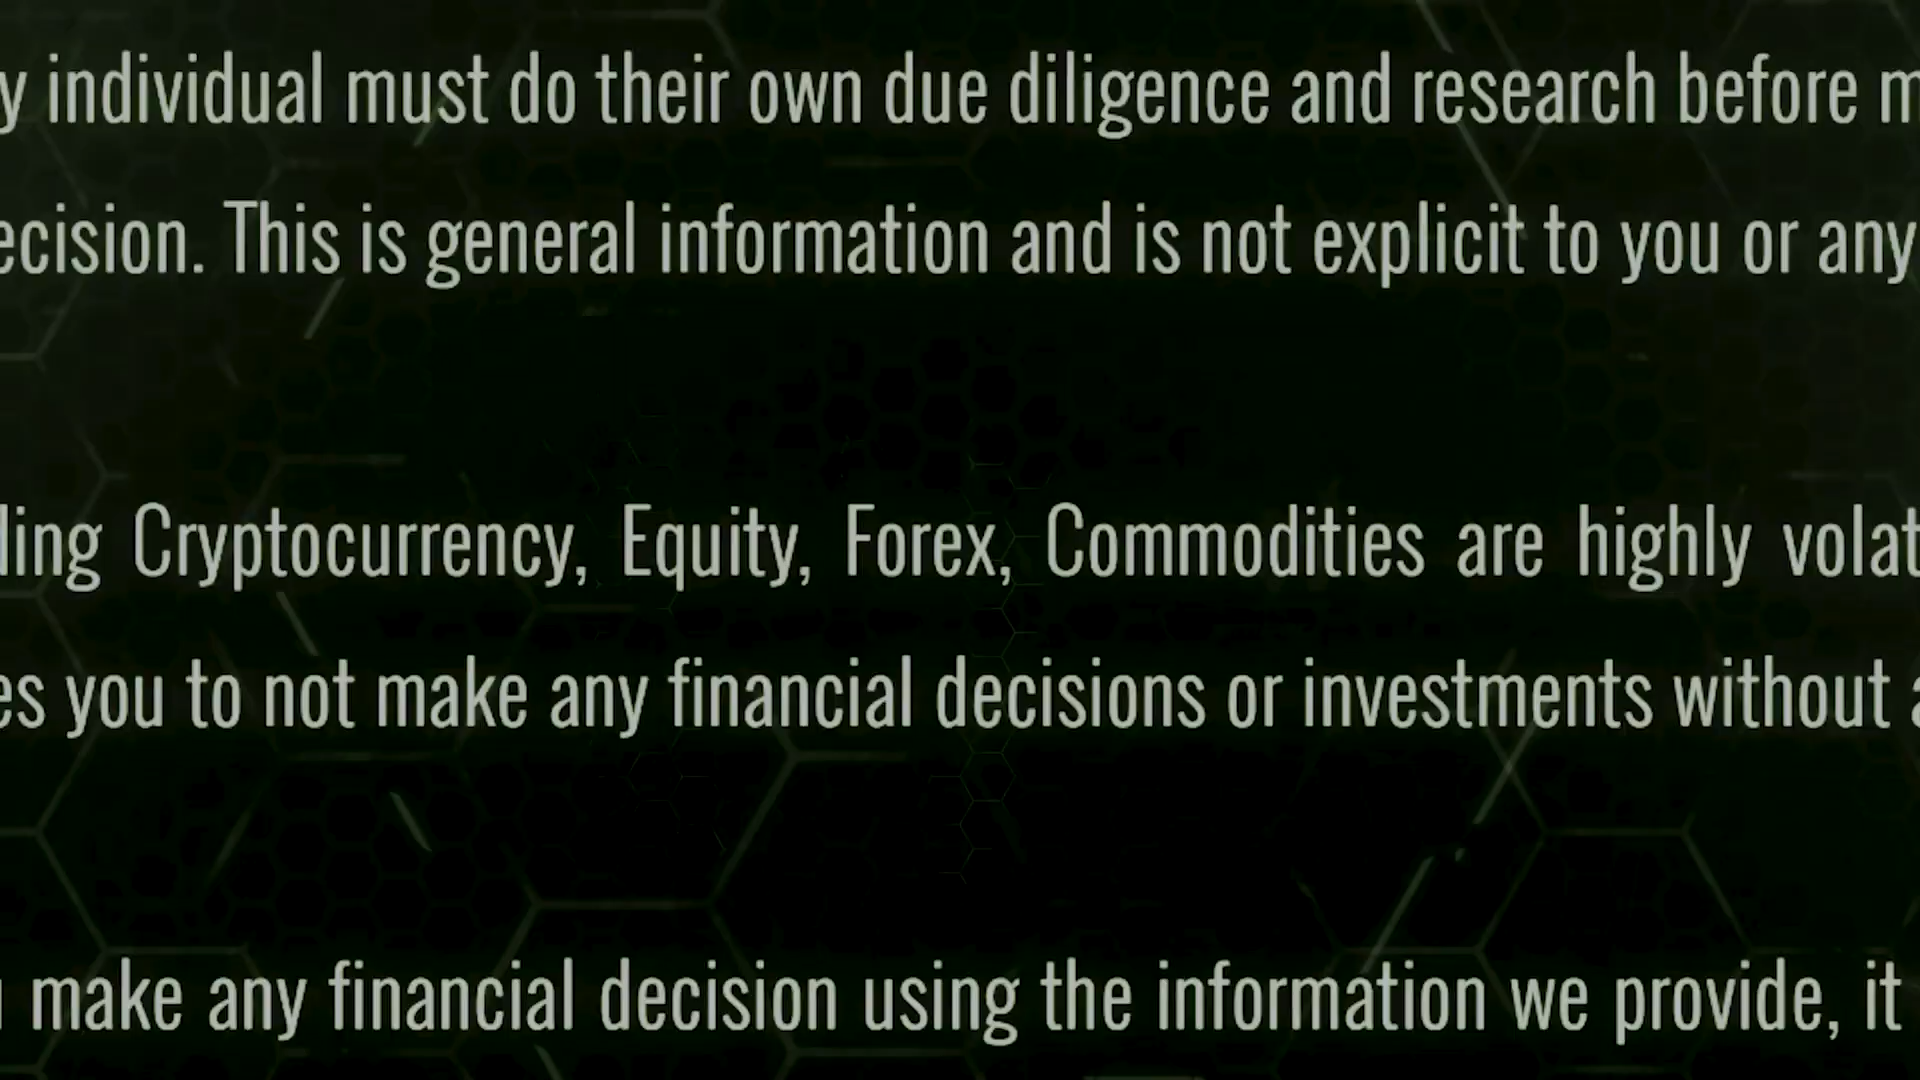 y individual must do their own due diligence and research before m
ecision. This is general information and is not explicit to you or any
ding Cryptocurrency, Equity, Forex, Commodities are highly volat
es you to not make any financial decisions or investments without a
make any financial decision using the information we provide, it